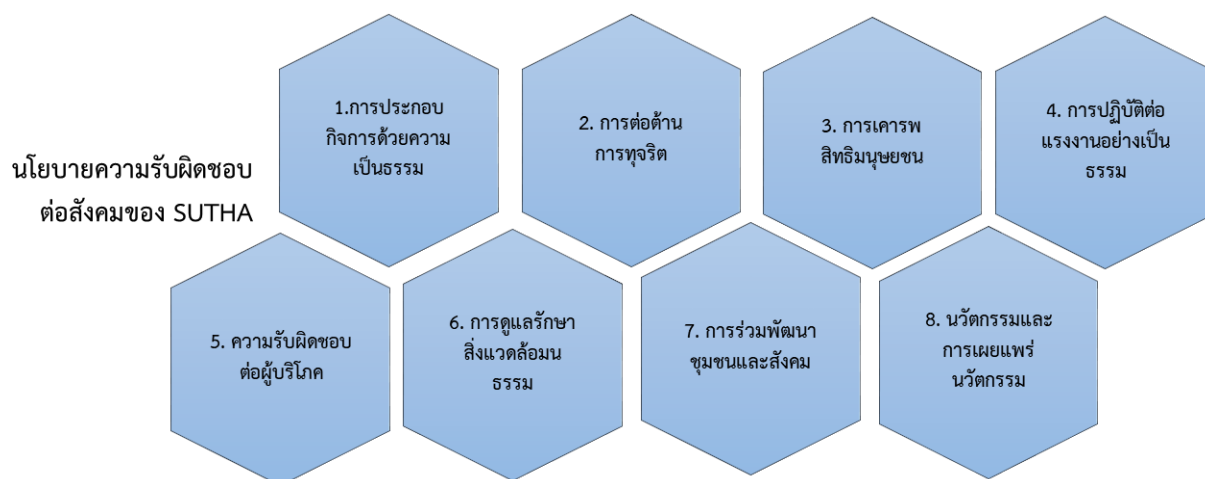 นโยบายความรับผิดชอบ
ต่อสังคมของ SUTHA
1.การประกอบ
กิจการด้วยความ
เป็นธรรม
2. การต่อต้าน
การทุจริต
3. การเคารพ
สิทธิมนุษยชน
4. การปฏิบัติต่อ
แรงงานอย่างเป็น
ธรรม
5. ความรับผิดชอบ
ต่อผู้บริโภค
6. การดูแลรักษา
สิ่งแวดล้อมน
ธรรม
7. การร่วมพัฒนา
ชุมชนและสังคม
8. นวัตกรรมและ
การเผยแพร่
นวัตกรรม